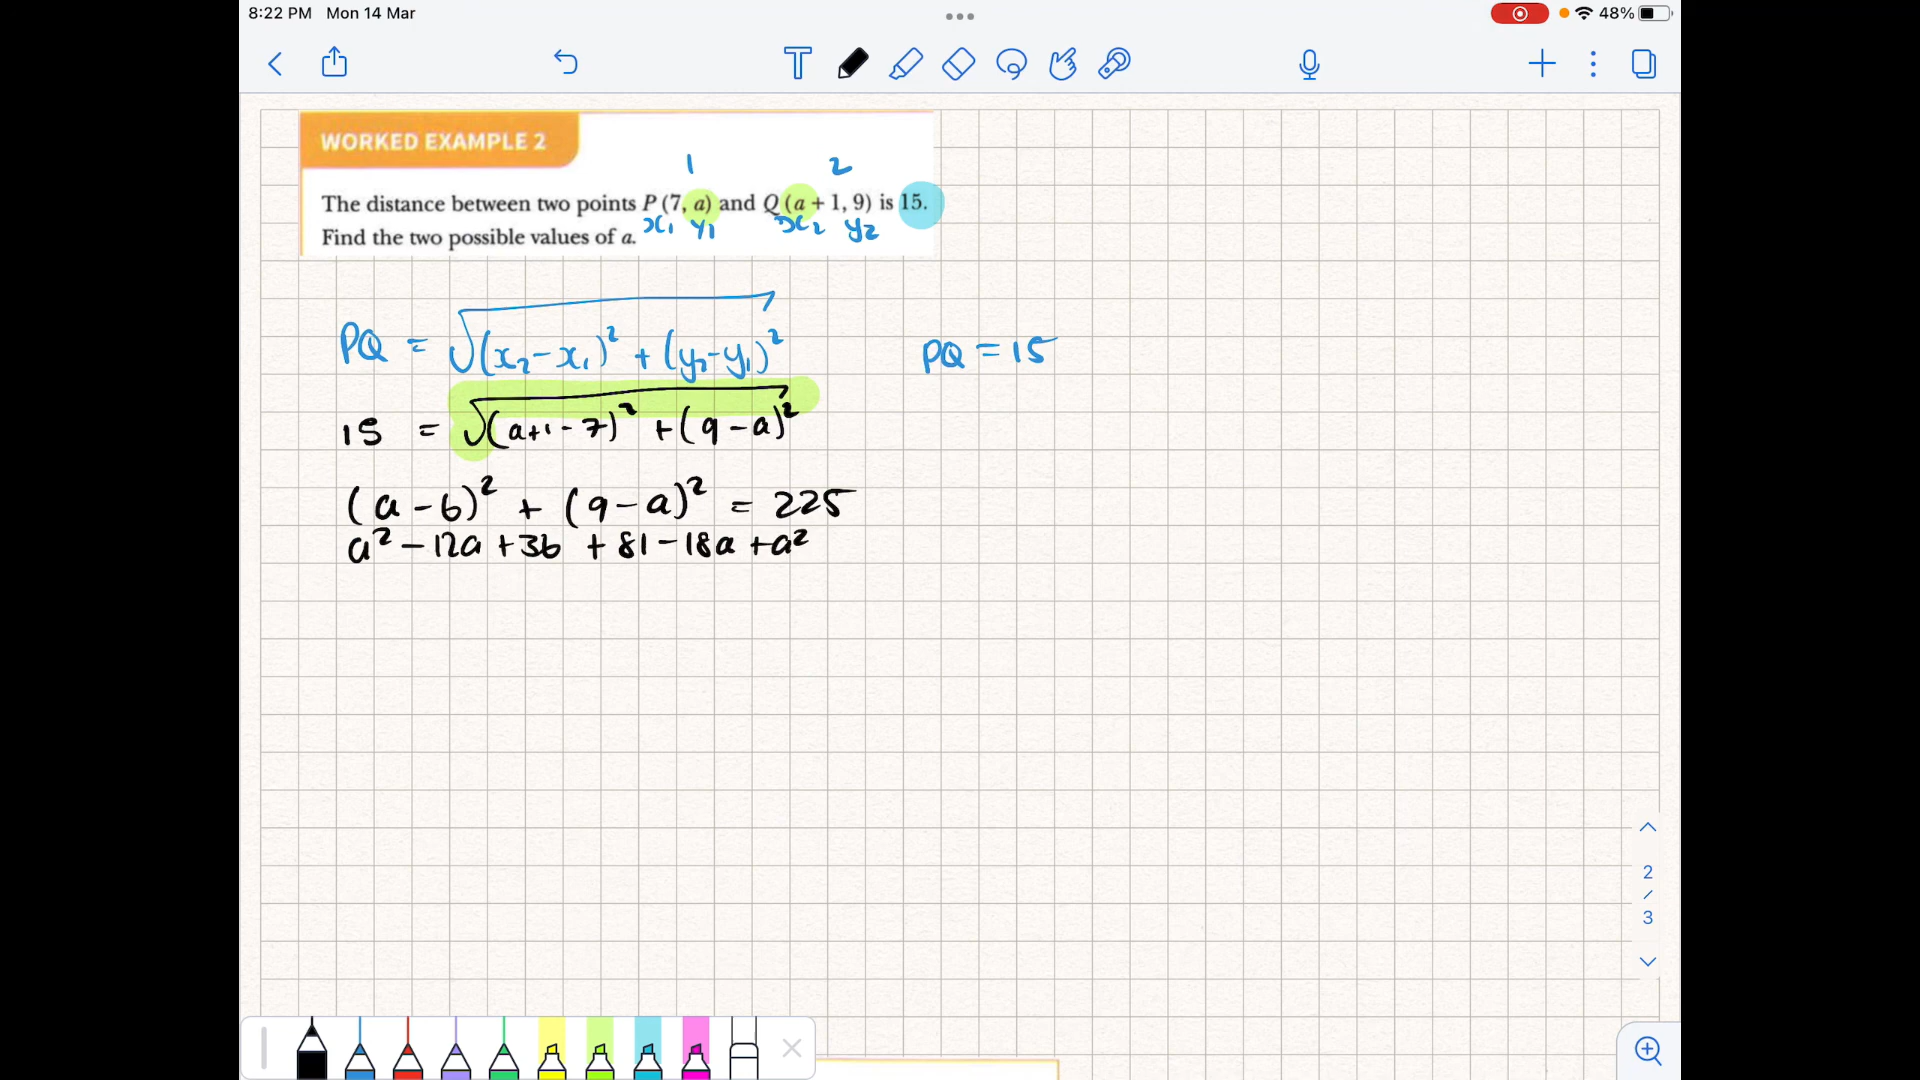 8:22 PM Mon 14 Mar 48%
WORKED EXAMPLE 2
1 2
The distance between two points P (7, a) and Q (a + 1, 9) is 15.
x₁ y₁ x₂ y₂
Find the two possible values of a.
PQ = √(x₂-x₁)² + (y₂-y₁)² PQ = 15
15 = √(a+1-7)² + (9-a)²
(a-6)² + (9-a)² = 225
a² - 12a + 36 + 81 - 18a + a²
2
/
3